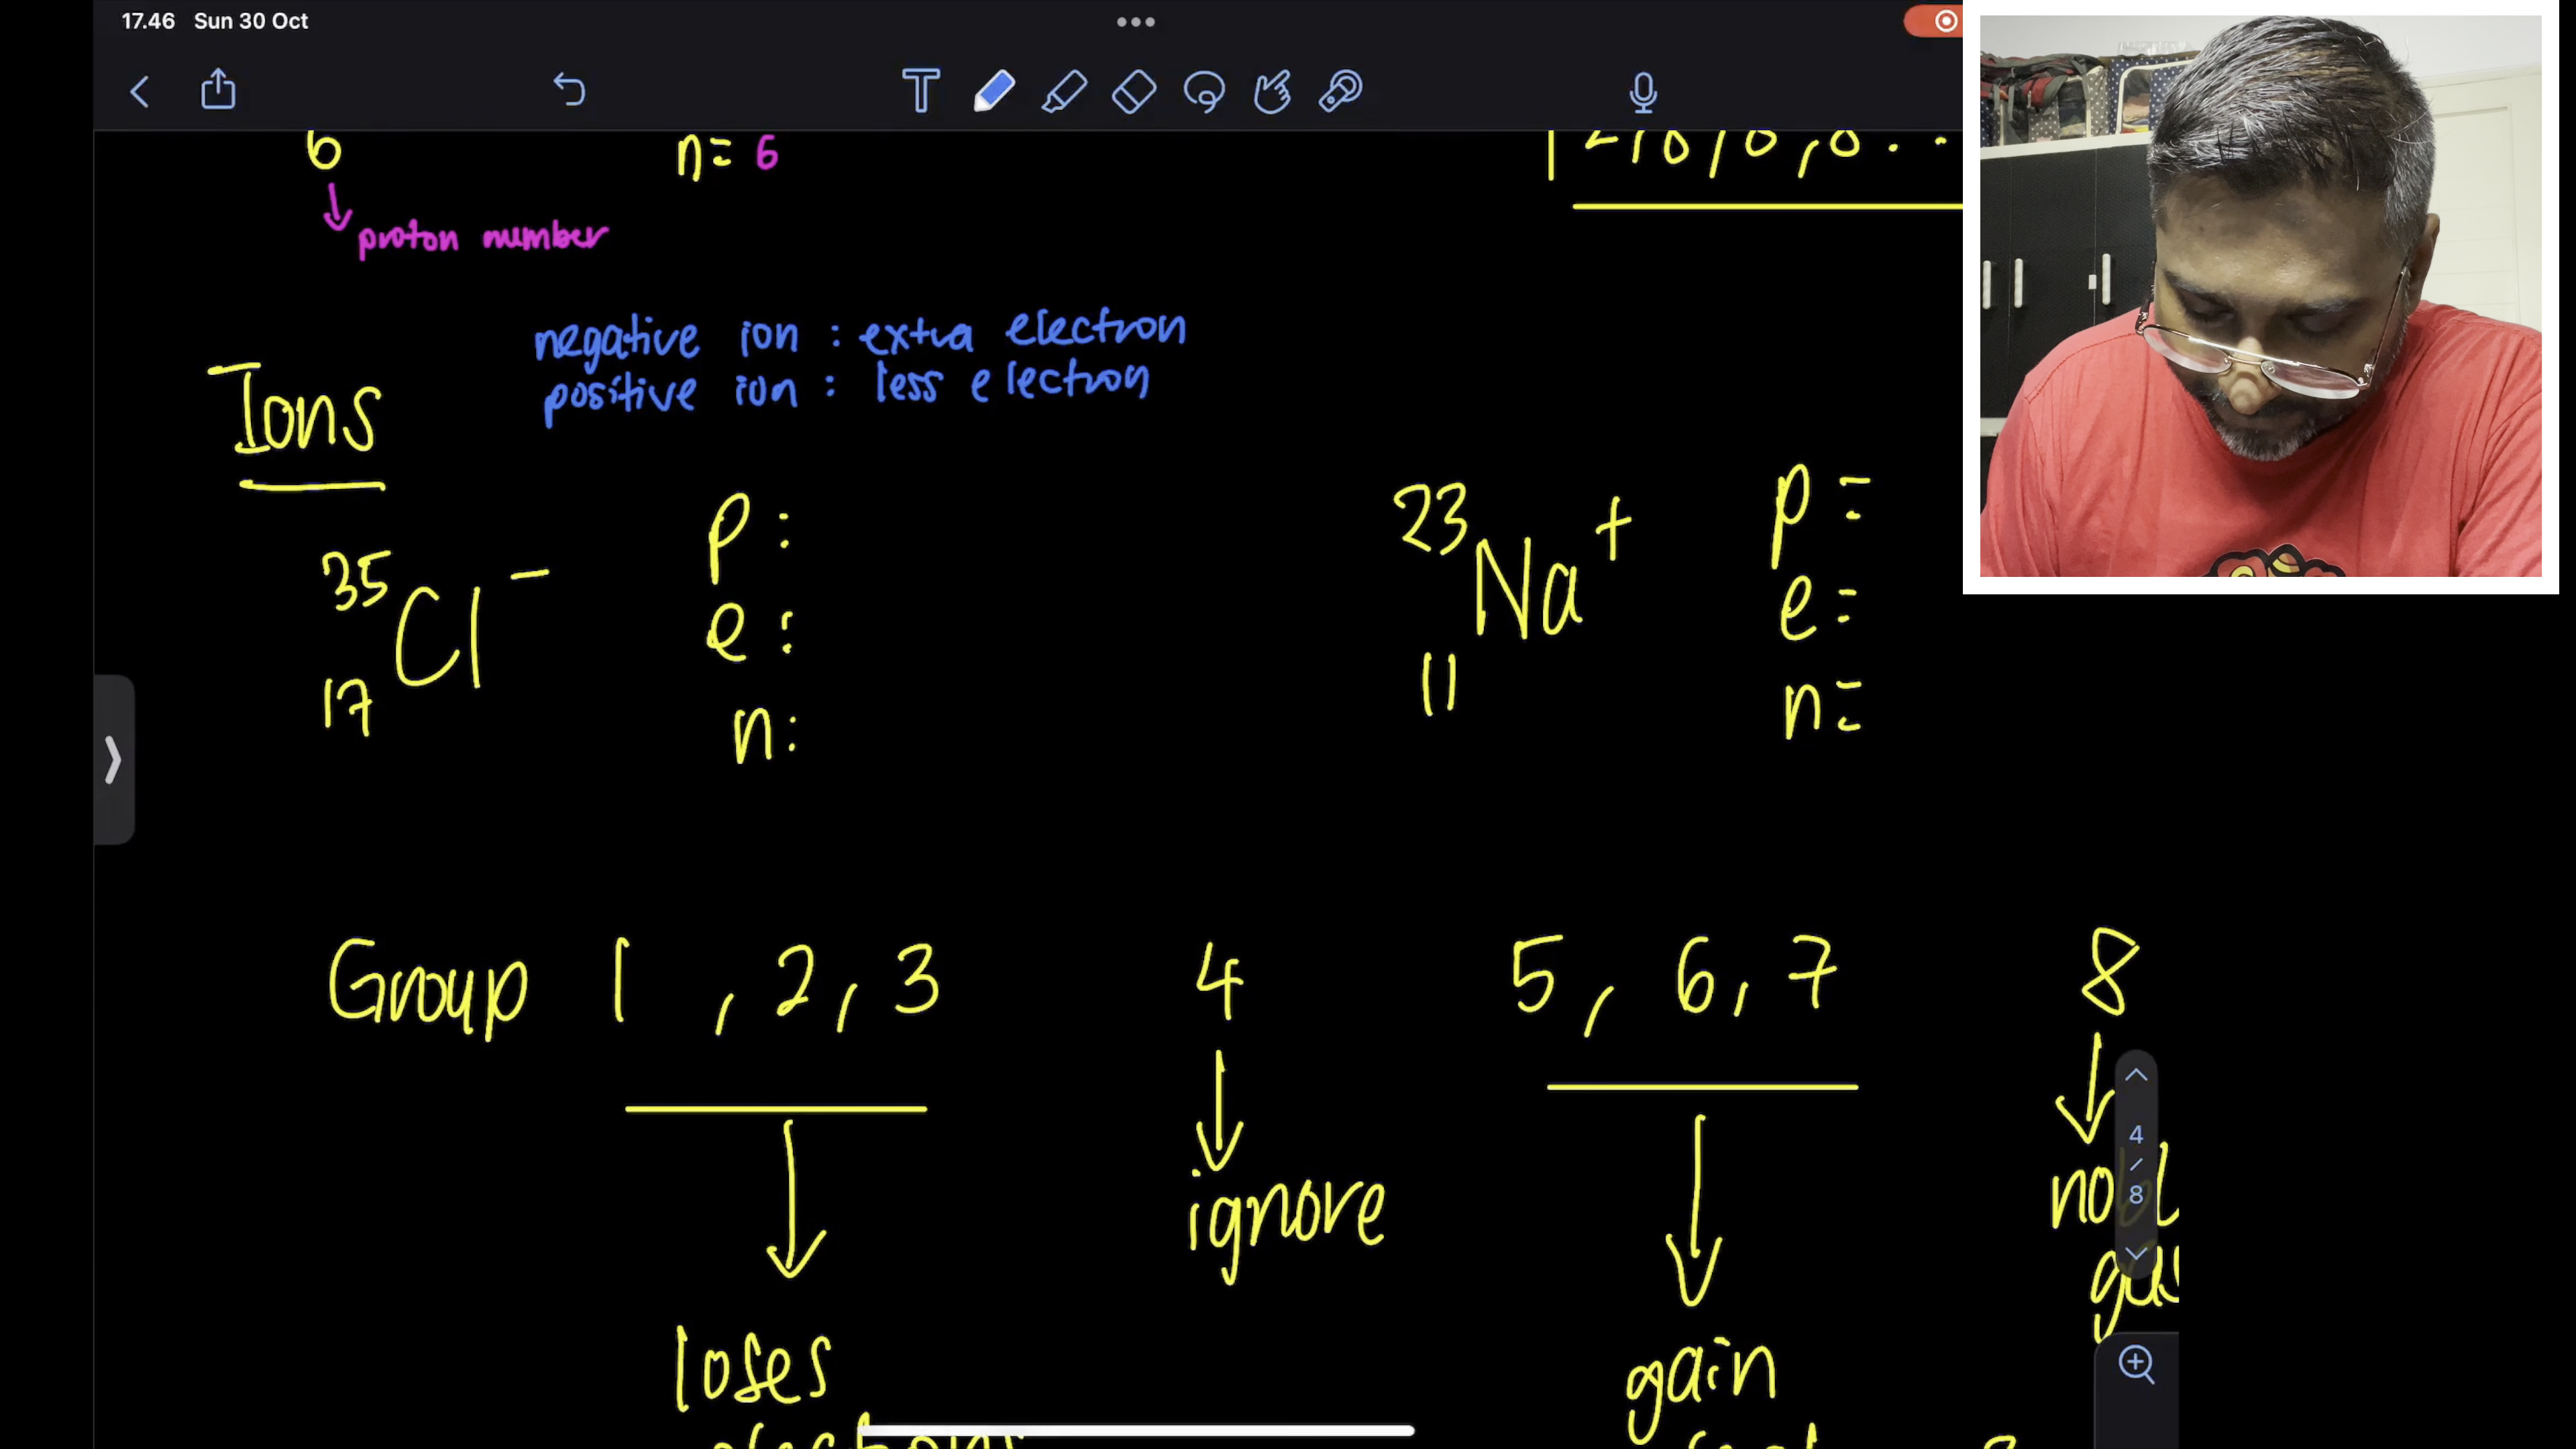 17.46 Sun 30 Oct
T
6
n= 6
proton number
negative ion : extra electron
positive ion : less electron
Ions
35
Cl -
17
p :
e :
n :
23
Na +
11
p =
e =
n =
Group 1 , 2, 3
4
5, 6, 7
8
ignore
4
/
8
loses
gain